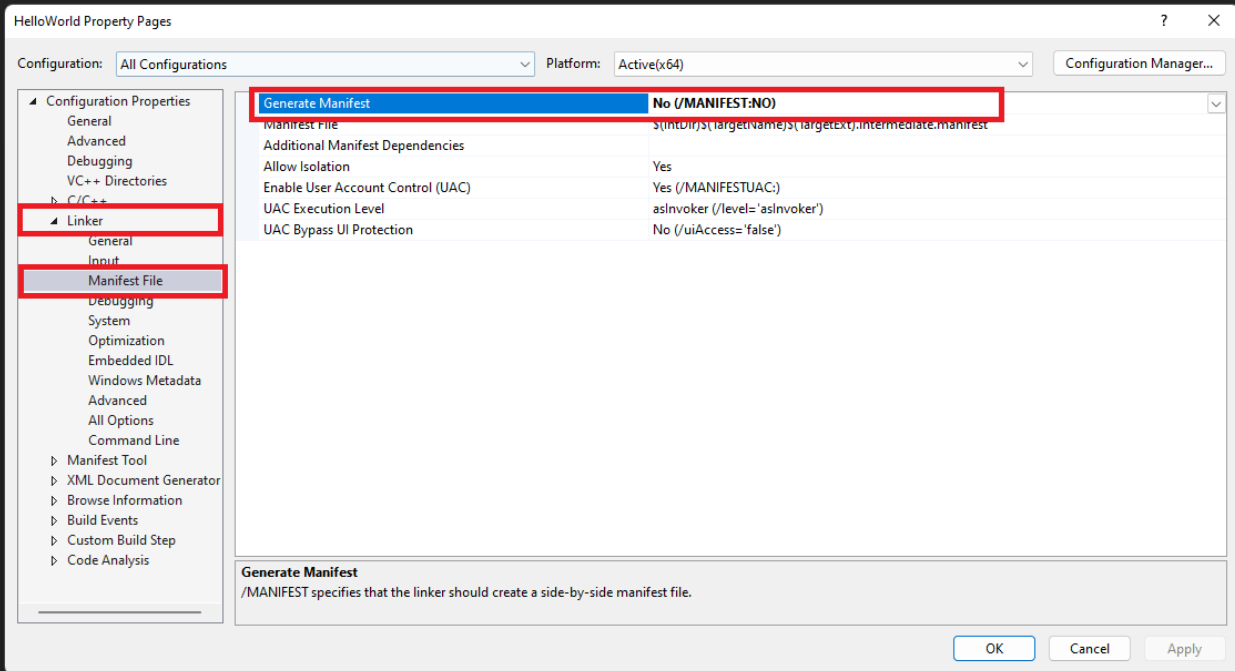 HelloWorld Property Pages
?
Configuration: All Configurations Platform: Active(x64) Configuration Manager...
Configuration Properties
General
Advanced
Debugging
VC++ Directories
C/C++
Linker
General
Input
Manifest File
Debugging
System
Optimization
Embedded IDL
Windows Metadata
Advanced
All Options
Command Line
Manifest Tool
XML Document Generator
Browse Information
Build Events
Custom Build Step
Code Analysis
Generate Manifest No (/MANIFEST:NO)
Manifest File $(IntDir)$(TargetName)$(TargetExt).intermediate.manifest
Additional Manifest Dependencies
Allow Isolation Yes
Enable User Account Control (UAC) Yes (/MANIFESTUAC:)
UAC Execution Level asInvoker (/level='asInvoker')
UAC Bypass UI Protection No (/uiAccess='false')
Generate Manifest
/MANIFEST specifies that the linker should create a side-by-side manifest file.
OK Cancel Apply